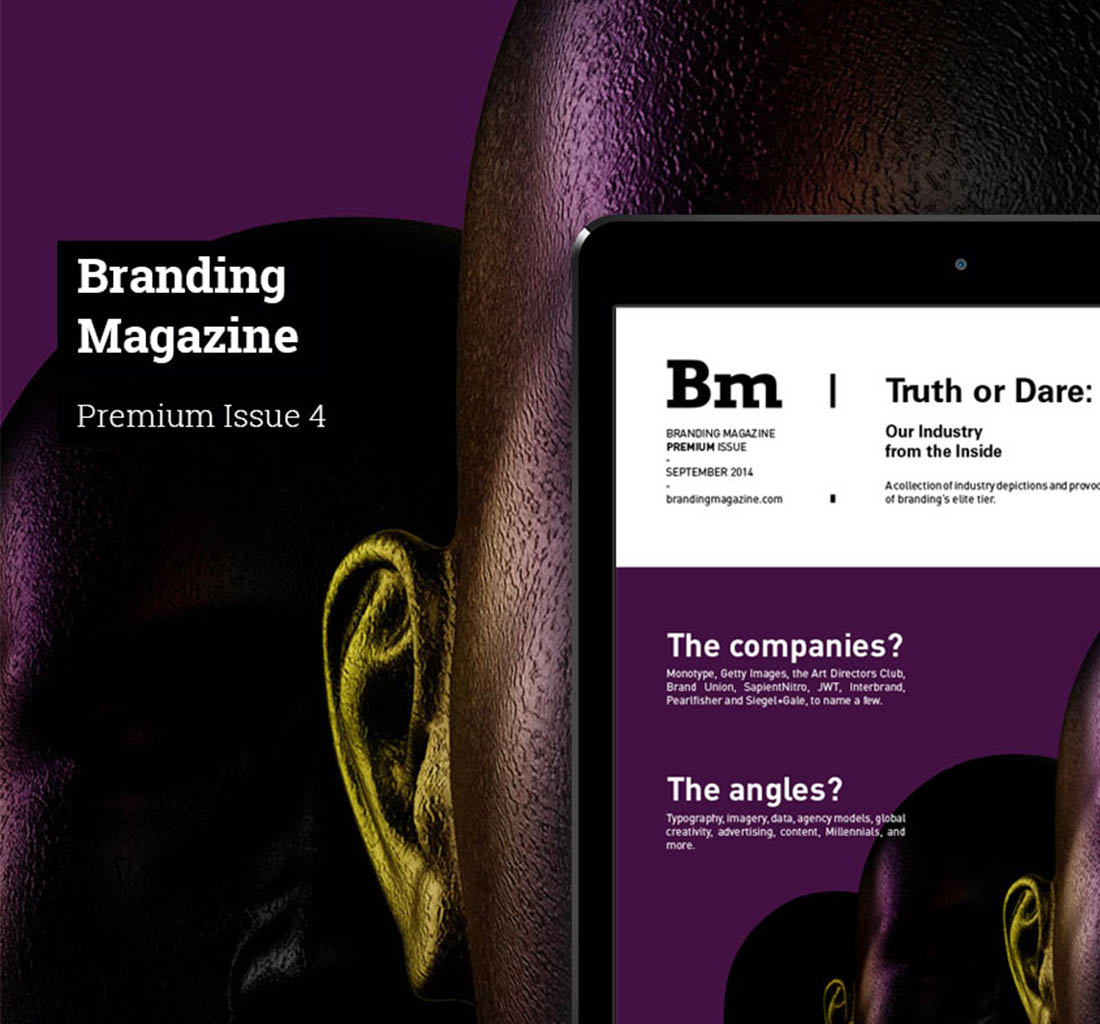 Branding
Magazine
Premium Issue 4
Bm
BRANDING MAGAZINE
PREMIUM ISSUE
-
SEPTEMBER 2014
-
brandingmagazine.com
Truth or Dare:
Our Industry
from the Inside
A collection of industry depictions and
of branding's elite tier.
The companies?
Monotype, Getty Images, the Art Directors Club,
Brand Union, SapientNitro, JWT, Interbrand,
Pearlfisher and Siegel+Gale, to name a few.
The angles?
Typography, imagery, data, agency models, global
creativity, advertising, content, Millennials, and
more.